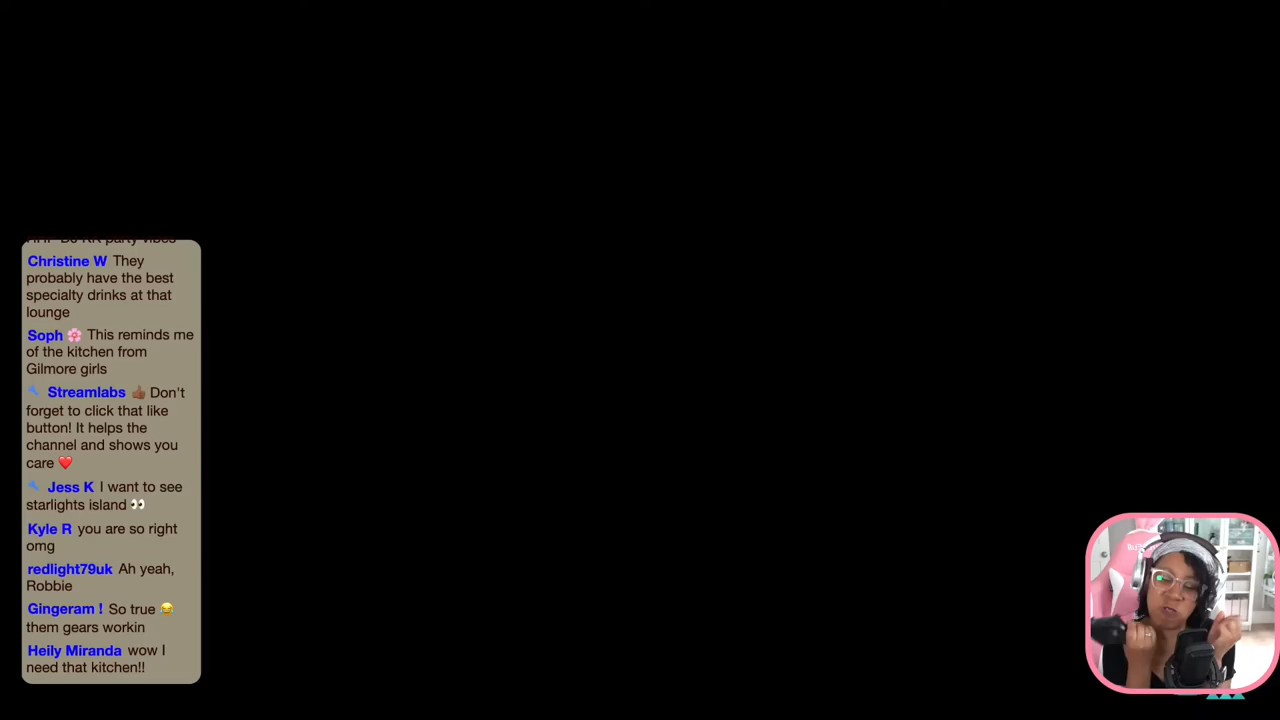 party vibes
Christine W They
probably have the best
specialty drinks at that
lounge
Soph 🌸 This reminds me
of the kitchen from
Gilmore girls
Streamlabs 👍🏾 Don't
forget to click that like
button! It helps the
channel and shows you
care ❤️
Jess K I want to see
starlights island 👀
Kyle R you are so right
omg
redlight79uk Ah yeah,
Robbie
Gingeram ! So true 😂
them gears workin
Heily Miranda wow I
need that kitchen!!